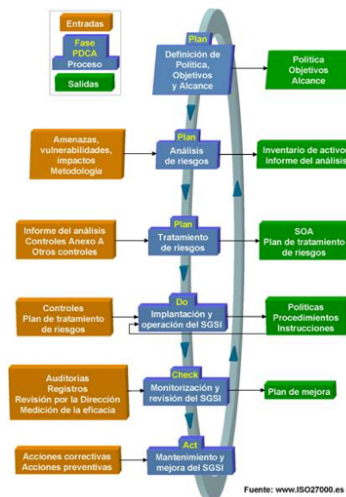 Entradas
Fase
PDCA
Proceso
Salidas
Plan
Definición de
Política,
Objetivos
y
Alcance
Política
Objetivos
Alcance
Amenazas,
vulnerabilidades,
impactos
Metodología
Plan
Análisis
de riesgos
Inventario de activos
Informe del análisis
Informe del análisis
Controles Anexo A
Otros controles
Plan
Tratamiento
de riesgos
SOA
Plan de tratamiento
de riesgos
Controles
Plan de tratamiento
de riesgos
Do
Implantación y
operación del SGSI
Políticas
Procedimientos
Instrucciones
Auditorias
Registros
Revisión por la Dirección
Medición de la eficacia
Check
Monitorización y
revisión del SGSI
Plan de mejora
Acciones correctivas
Acciones preventivas
Act
Mantenimiento y
mejora del SGSI
Fuente: www.ISO27000.es